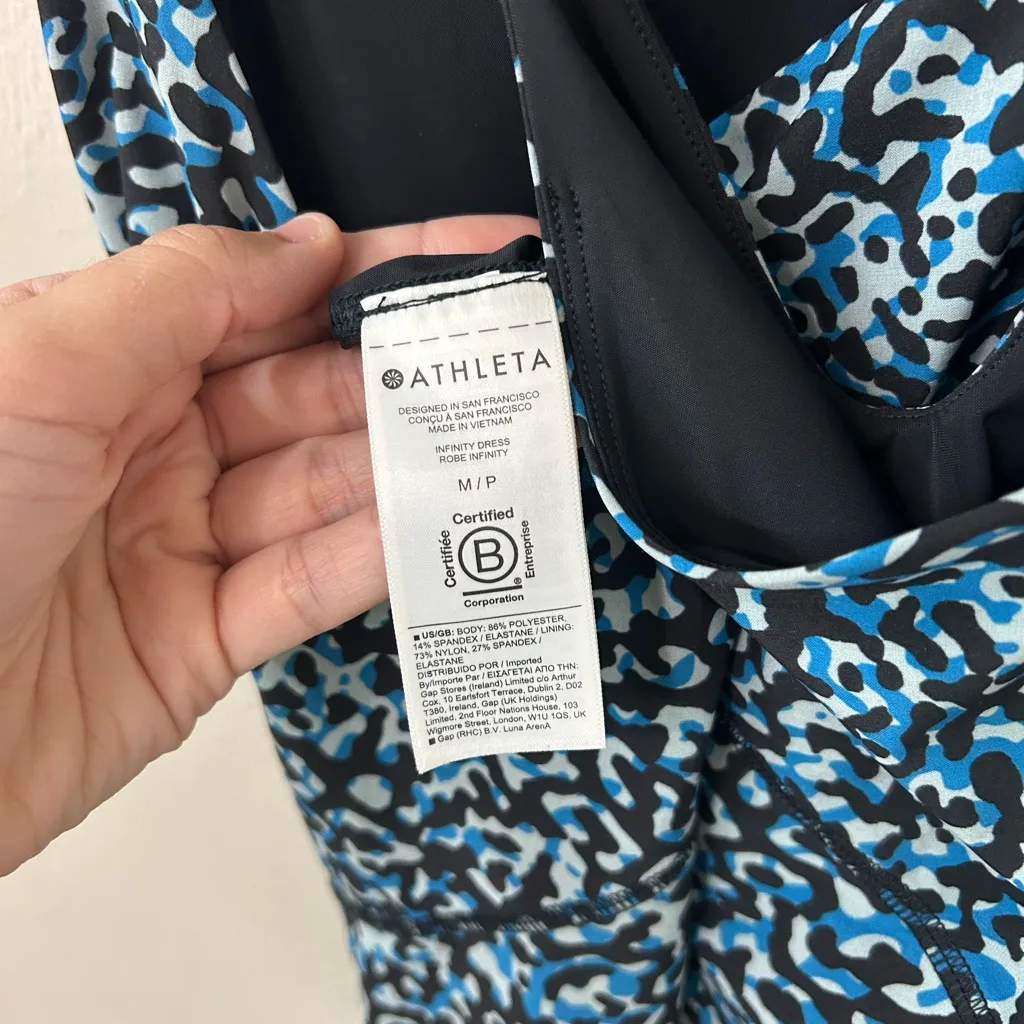 ATHLETA
DESIGNED IN SAN FRANCISCO
CONÇU À SAN FRANCISCO
MADE IN VIETNAM
INFINITY DRESS
ROBE INFINITY
M / P
Certified
Certifiée
B
®
Entreprise
Corporation
■ US/GB: BODY: 86% POLYESTER,
14% SPANDEX / ELASTANE / LINING:
73% NYLON, 27% SPANDEX /
ELASTANE
DISTRIBUIDO POR / Imported
By/Importe Par / ΕΙΣΑΓΕΤΑΙ ΑΠΟ ΤΗΝ:
Gap Stores (Ireland) Limited c/o Arthur
Cox, 10 Earlsfort Terrace, Dublin 2, D02
T380, Ireland, Gap (UK Holdings)
Limited, 2nd Floor Nations House, 103
Wigmore Street, London, W1U 1QS, UK
■ Gap (RHC) B.V. Luna ArenA